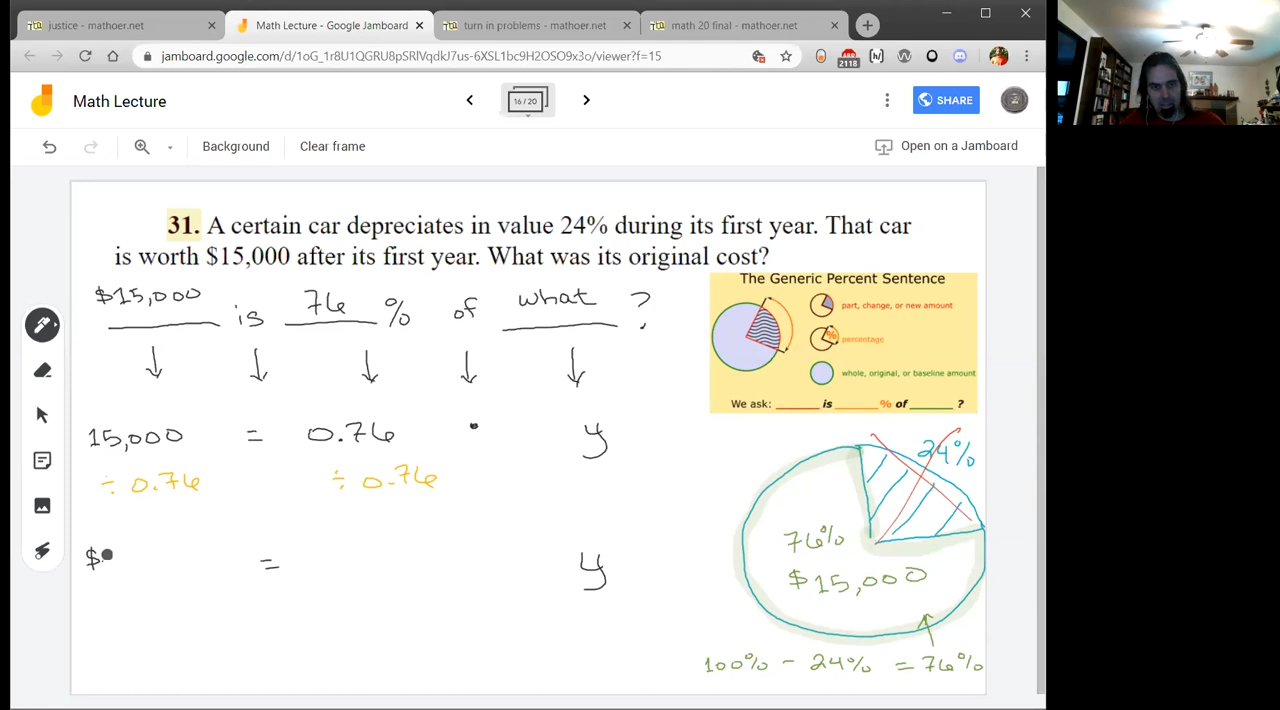 justice - mathoer.net
Math Lecture - Google Jamboard
turn in problems - mathoer.net
math 20 final - mathoer.net
jamboard.google.com/d/1oG_1r8U1QGRU8pSRlVqdkJ7us-6XSL1bc9H2OSO9x3o/viewer?f=15
2118
Math Lecture
16/20
SHARE
Background
Clear frame
Open on a Jamboard
31. A certain car depreciates in value 24% during its first year. That car
is worth $15,000 after its first year. What was its original cost?
$15,000 is 76 % of what ?
15,000 = 0.76 · y
÷ 0.76 ÷ 0.76
$ = y
The Generic Percent Sentence
part, change, or new amount
%
percentage
whole, original, or baseline amount
We ask: ______ is ______ % of ______ ?
24%
76%
$15,000
100% - 24% = 76%